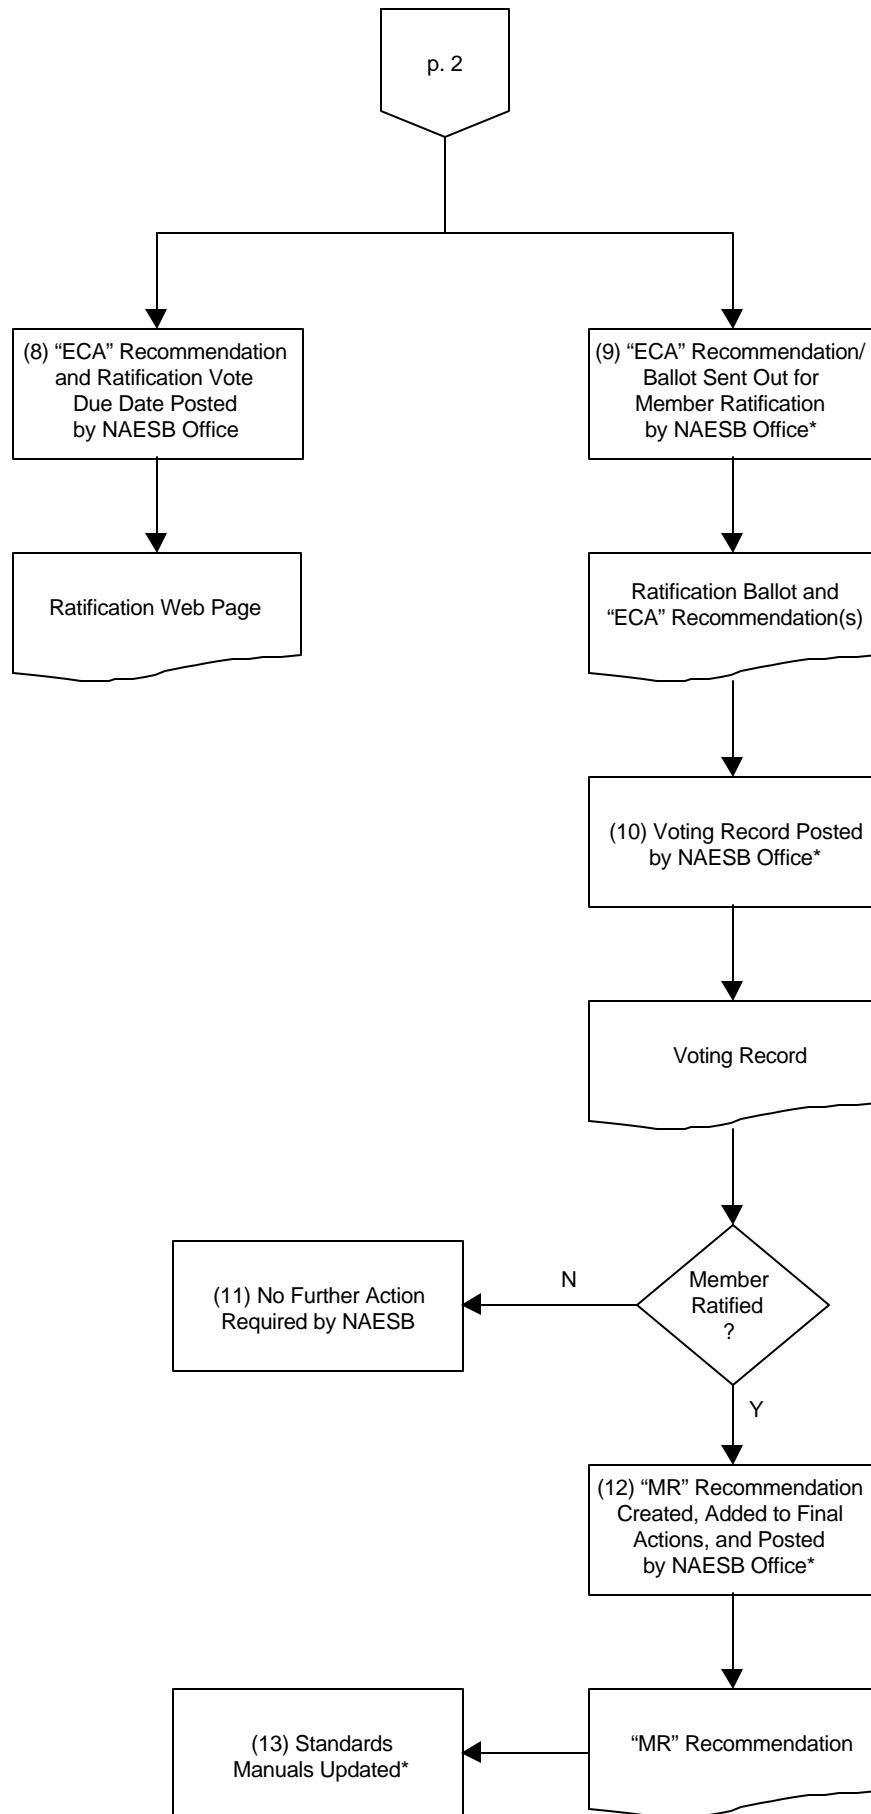 p. 2
(8) “ECA” Recommendation
and Ratification Vote
Due Date Posted
by NAESB Office
(9) “ECA” Recommendation/
Ballot Sent Out for
Member Ratification
by NAESB Office*
Ratification Web Page
Ratification Ballot and
“ECA” Recommendation(s)
(10) Voting Record Posted
by NAESB Office*
Voting Record
Member
Ratified
?
N
(11) No Further Action
Required by NAESB
Y
(12) “MR” Recommendation
Created, Added to Final
Actions, and Posted
by NAESB Office*
“MR” Recommendation
(13) Standards
Manuals Updated*